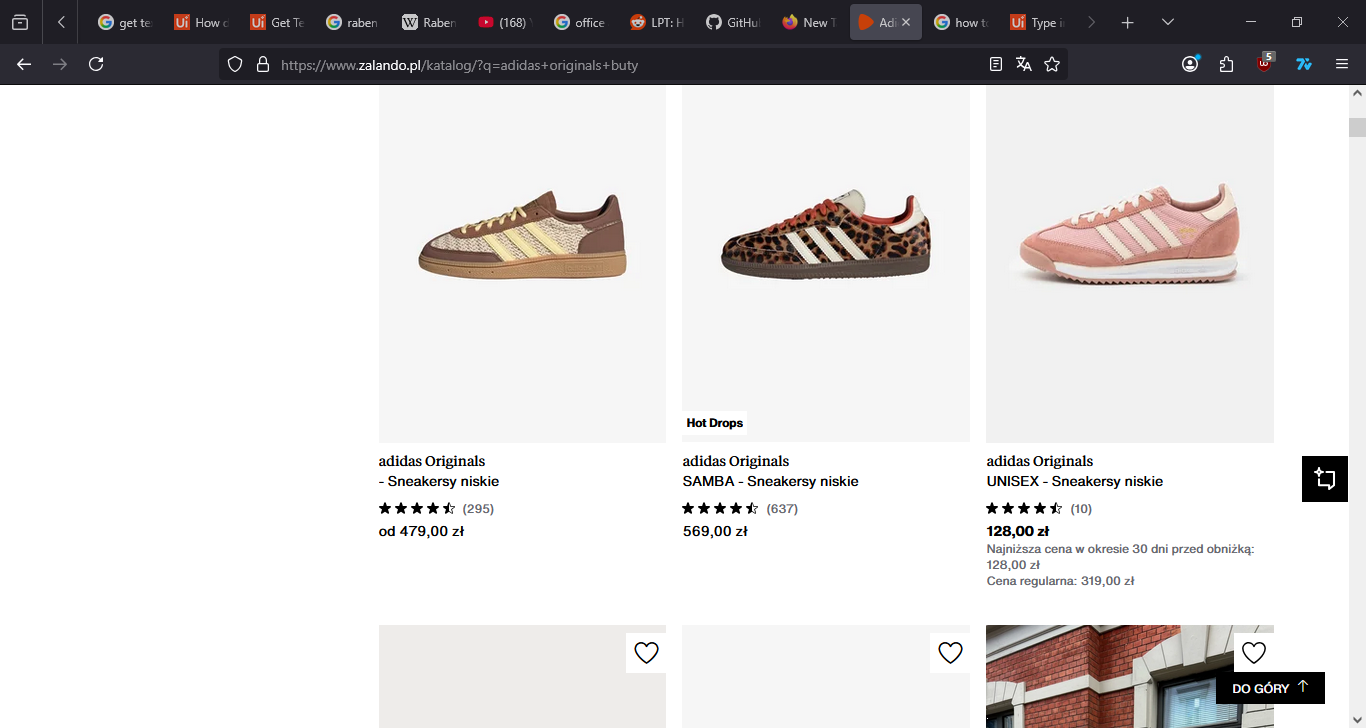 get te
How d
Get Te
raben
Raben
(168)
office
LPT: H
GitHu
New T
Adi
how to
Type i
https://www.zalando.pl/katalog/?q=adidas+originals+buty
5
Hot Drops
adidas Originals
- Sneakersy niskie
(295)
od 479,00 zł
adidas Originals
SAMBA - Sneakersy niskie
(637)
569,00 zł
adidas Originals
UNISEX - Sneakersy niskie
(10)
128,00 zł
Najniższa cena w okresie 30 dni przed obniżką:
128,00 zł
Cena regularna: 319,00 zł
DO GÓRY